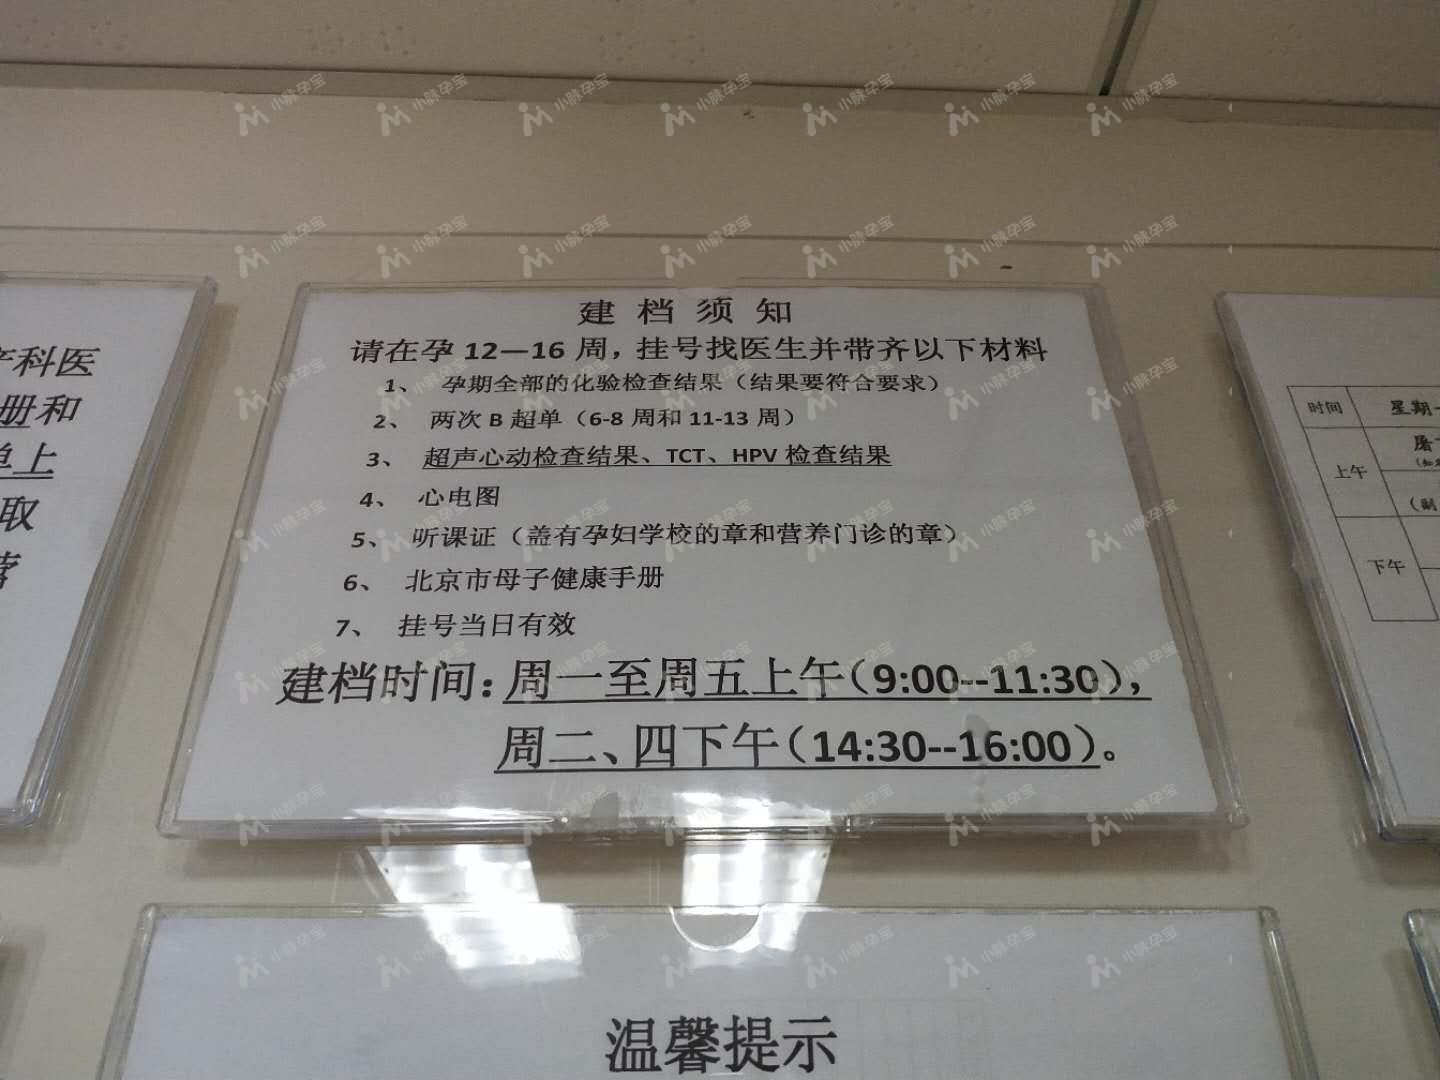 建档须知
请在孕12—16周，挂号找医生并带齐以下材料
1、 孕期全部的化验检查结果（结果要符合要求）
2、 两次B超单（6-8周和11-13周）
3、 超声心动检查结果、TCT、HPV检查结果
4、 心电图
5、 听课证（盖有孕妇学校的章和营养门诊的章）
6、 北京市母子健康手册
7、 挂号当日有效
建档时间：周一至周五上午（9:00--11:30），
周二、四下午（14:30--16:00）。
科医
册和
单上
取
时间 星期一
上午
下午
温馨提示
小脉孕宝